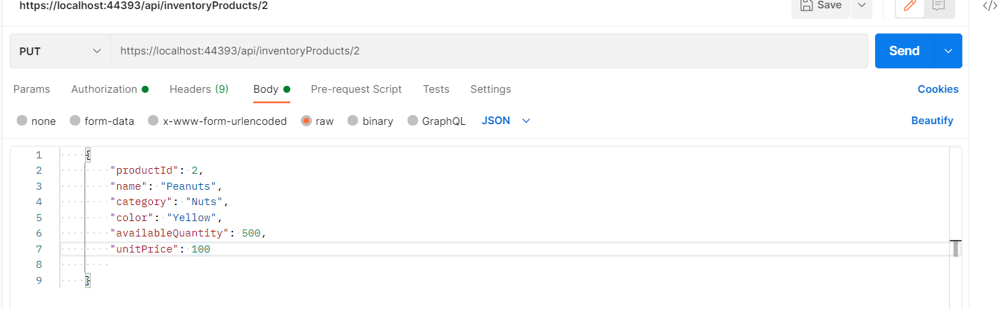 https://localhost:44393/api/inventoryProducts/2
Save
</>
PUT
https://localhost:44393/api/inventoryProducts/2
Send
Params Authorization Headers (9) Body Pre-request Script Tests Settings Cookies
none form-data x-www-form-urlencoded raw binary GraphQL JSON Beautify
1 {
2 "productId": 2,
3 "name": "Peanuts",
4 "category": "Nuts",
5 "color": "Yellow",
6 "availableQuantity": 500,
7 "unitPrice": 100
8
9 }